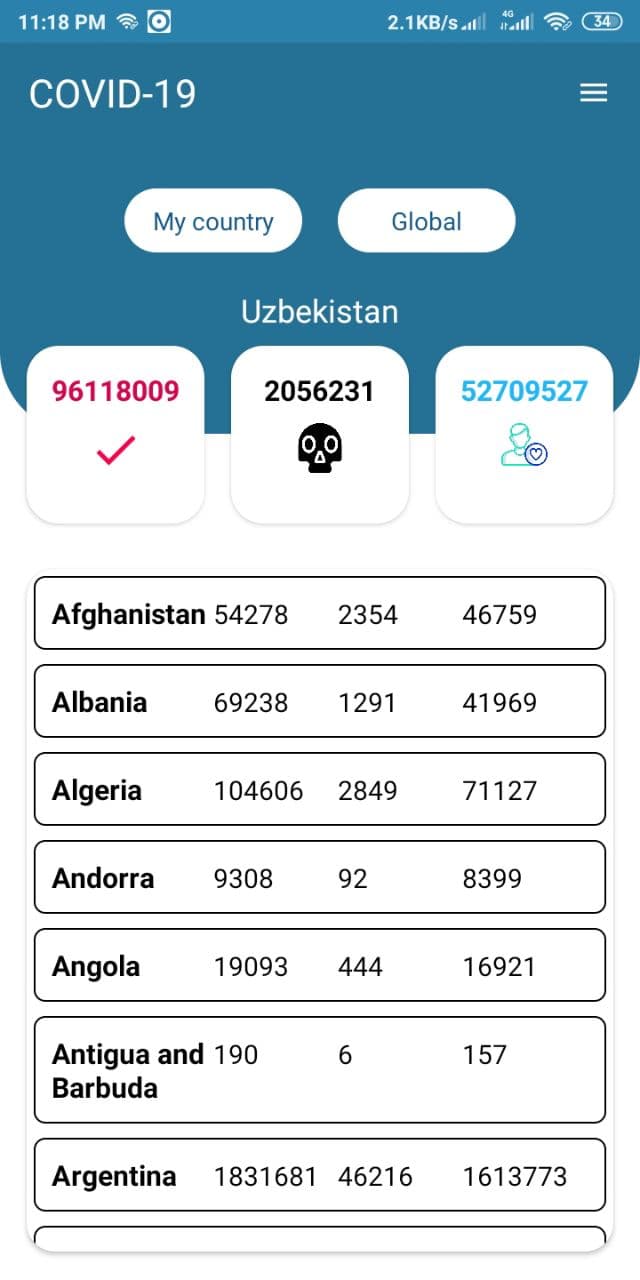 11:18 PM 2.1KB/s 4G 34
COVID-19
My country Global
Uzbekistan
96118009 2056231 52709527
Afghanistan 54278 2354 46759
Albania 69238 1291 41969
Algeria 104606 2849 71127
Andorra 9308 92 8399
Angola 19093 444 16921
Antigua and 190 6 157
Barbuda
Argentina 1831681 46216 1613773